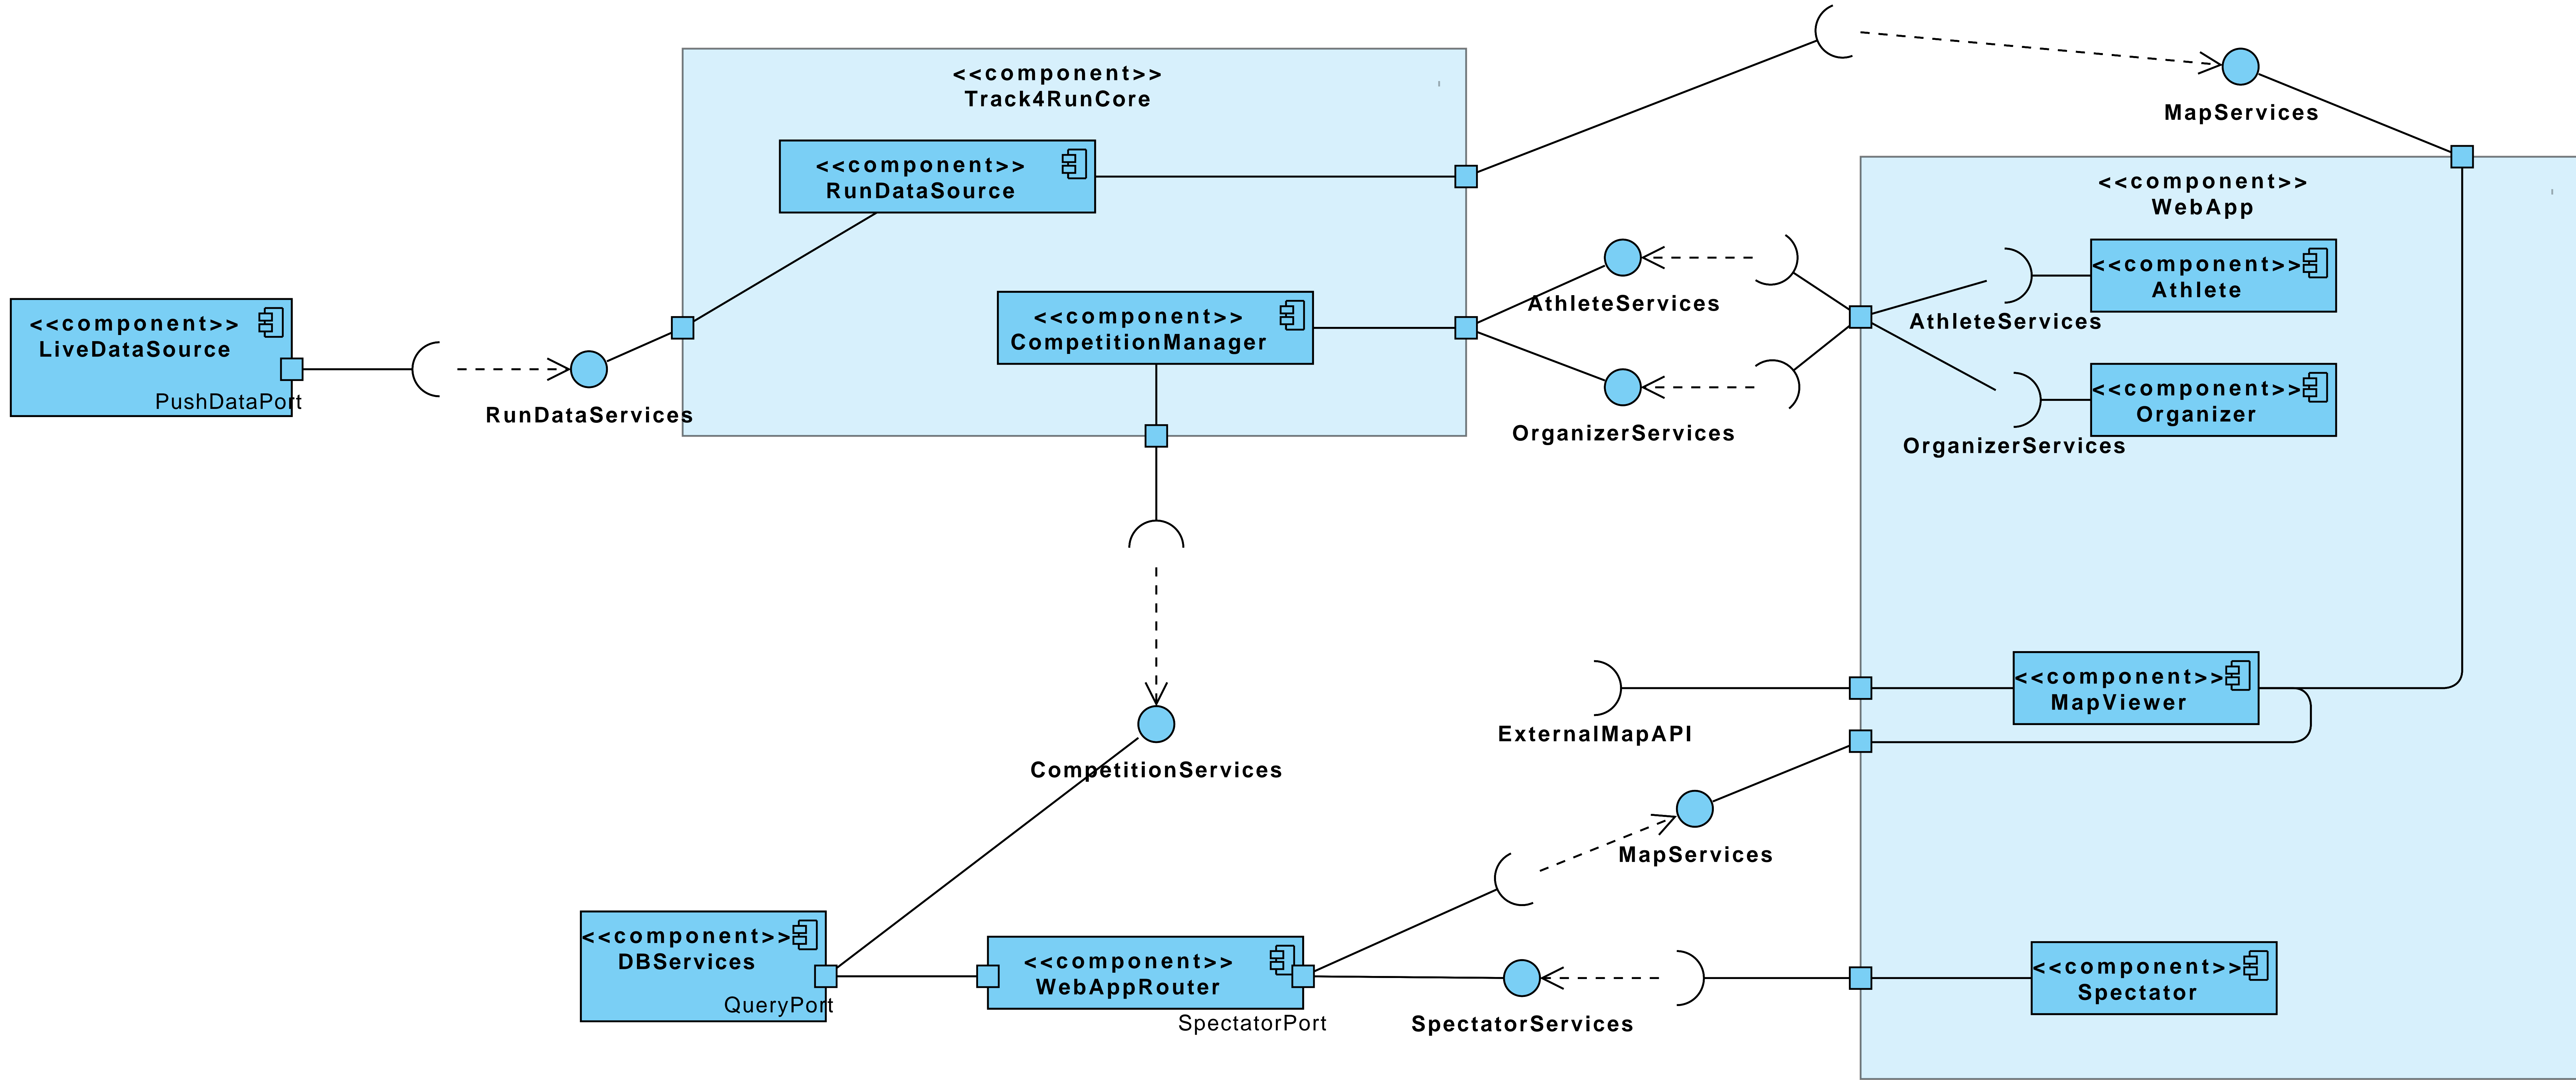 <<component>>
Track4RunCore
<<component>>
RunDataSource
<<component>>
CompetitionManager
<<component>>
LiveDataSource
PushDataPort
RunDataServices
MapServices
<<component>>
WebApp
AthleteServices
OrganizerServices
<<component>>
Athlete
AthleteServices
<<component>>
Organizer
OrganizerServices
<<component>>
MapViewer
ExternalMapAPI
CompetitionServices
MapServices
<<component>>
DBServices
QueryPort
<<component>>
WebAppRouter
SpectatorPort
SpectatorServices
<<component>>
Spectator